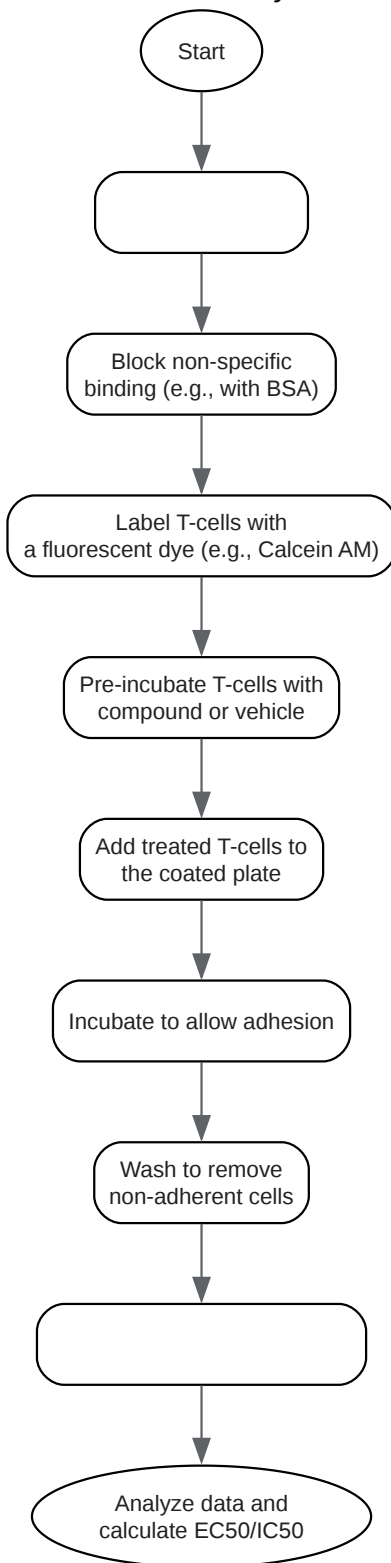 Start
Block non-specific
binding (e.g., with BSA)
Label T-cells with
a fluorescent dye (e.g., Calcein AM)
Pre-incubate T-cells with
compound or vehicle
Add treated T-cells to
the coated plate
Incubate to allow adhesion
Wash to remove
non-adherent cells
Analyze data and
calculate EC50/IC50